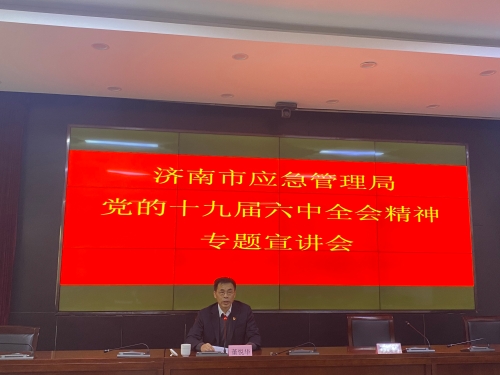 济南市应急管理局
党的十九届六中全会精神
专题宣讲会